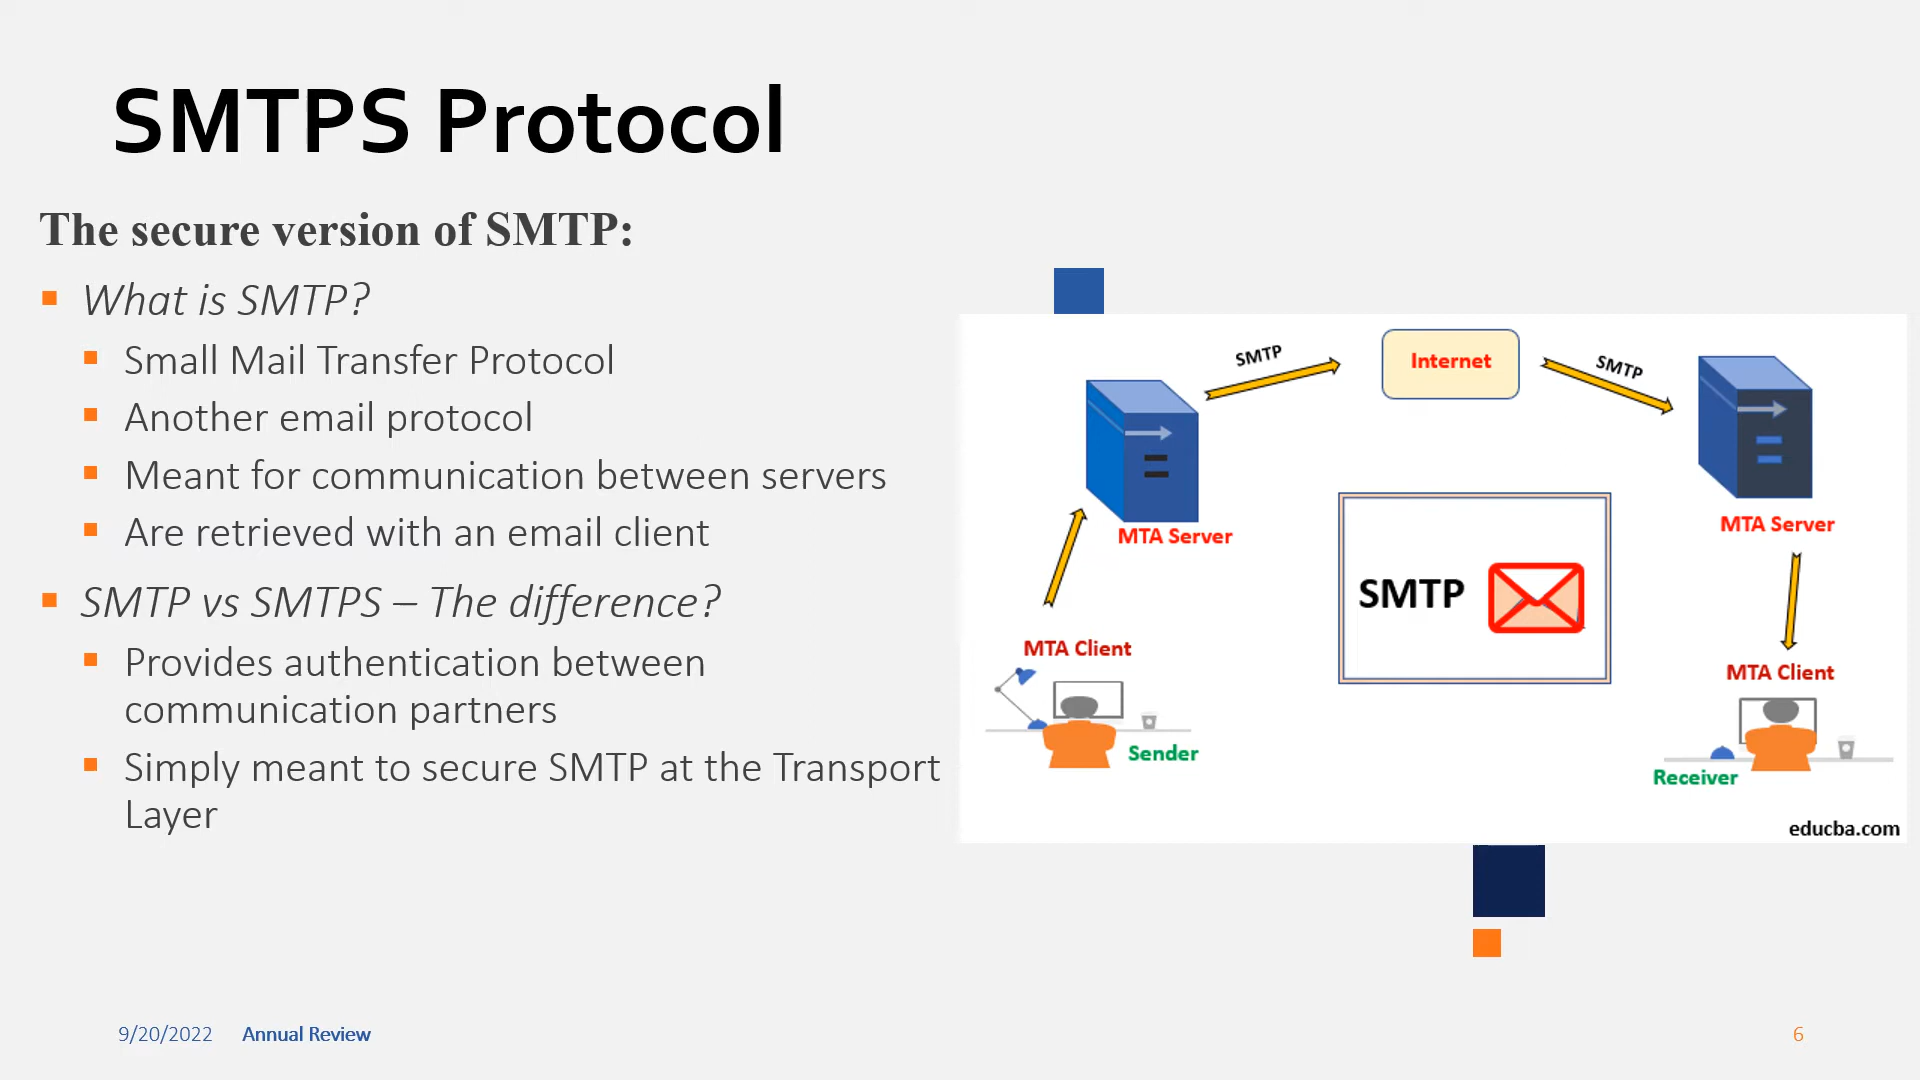 SMTPS Protocol
The secure version of SMTP:
What is SMTP?
Small Mail Transfer Protocol
Another email protocol
Meant for communication between servers
Are retrieved with an email client
SMTP vs SMTPS – The difference?
Provides authentication between
communication partners
Simply meant to secure SMTP at the Transport
Layer
SMTP
Internet
SMTP
MTA Server
MTA Server
SMTP
MTA Client
MTA Client
Sender
Receiver
educba.com
9/20/2022 Annual Review
6